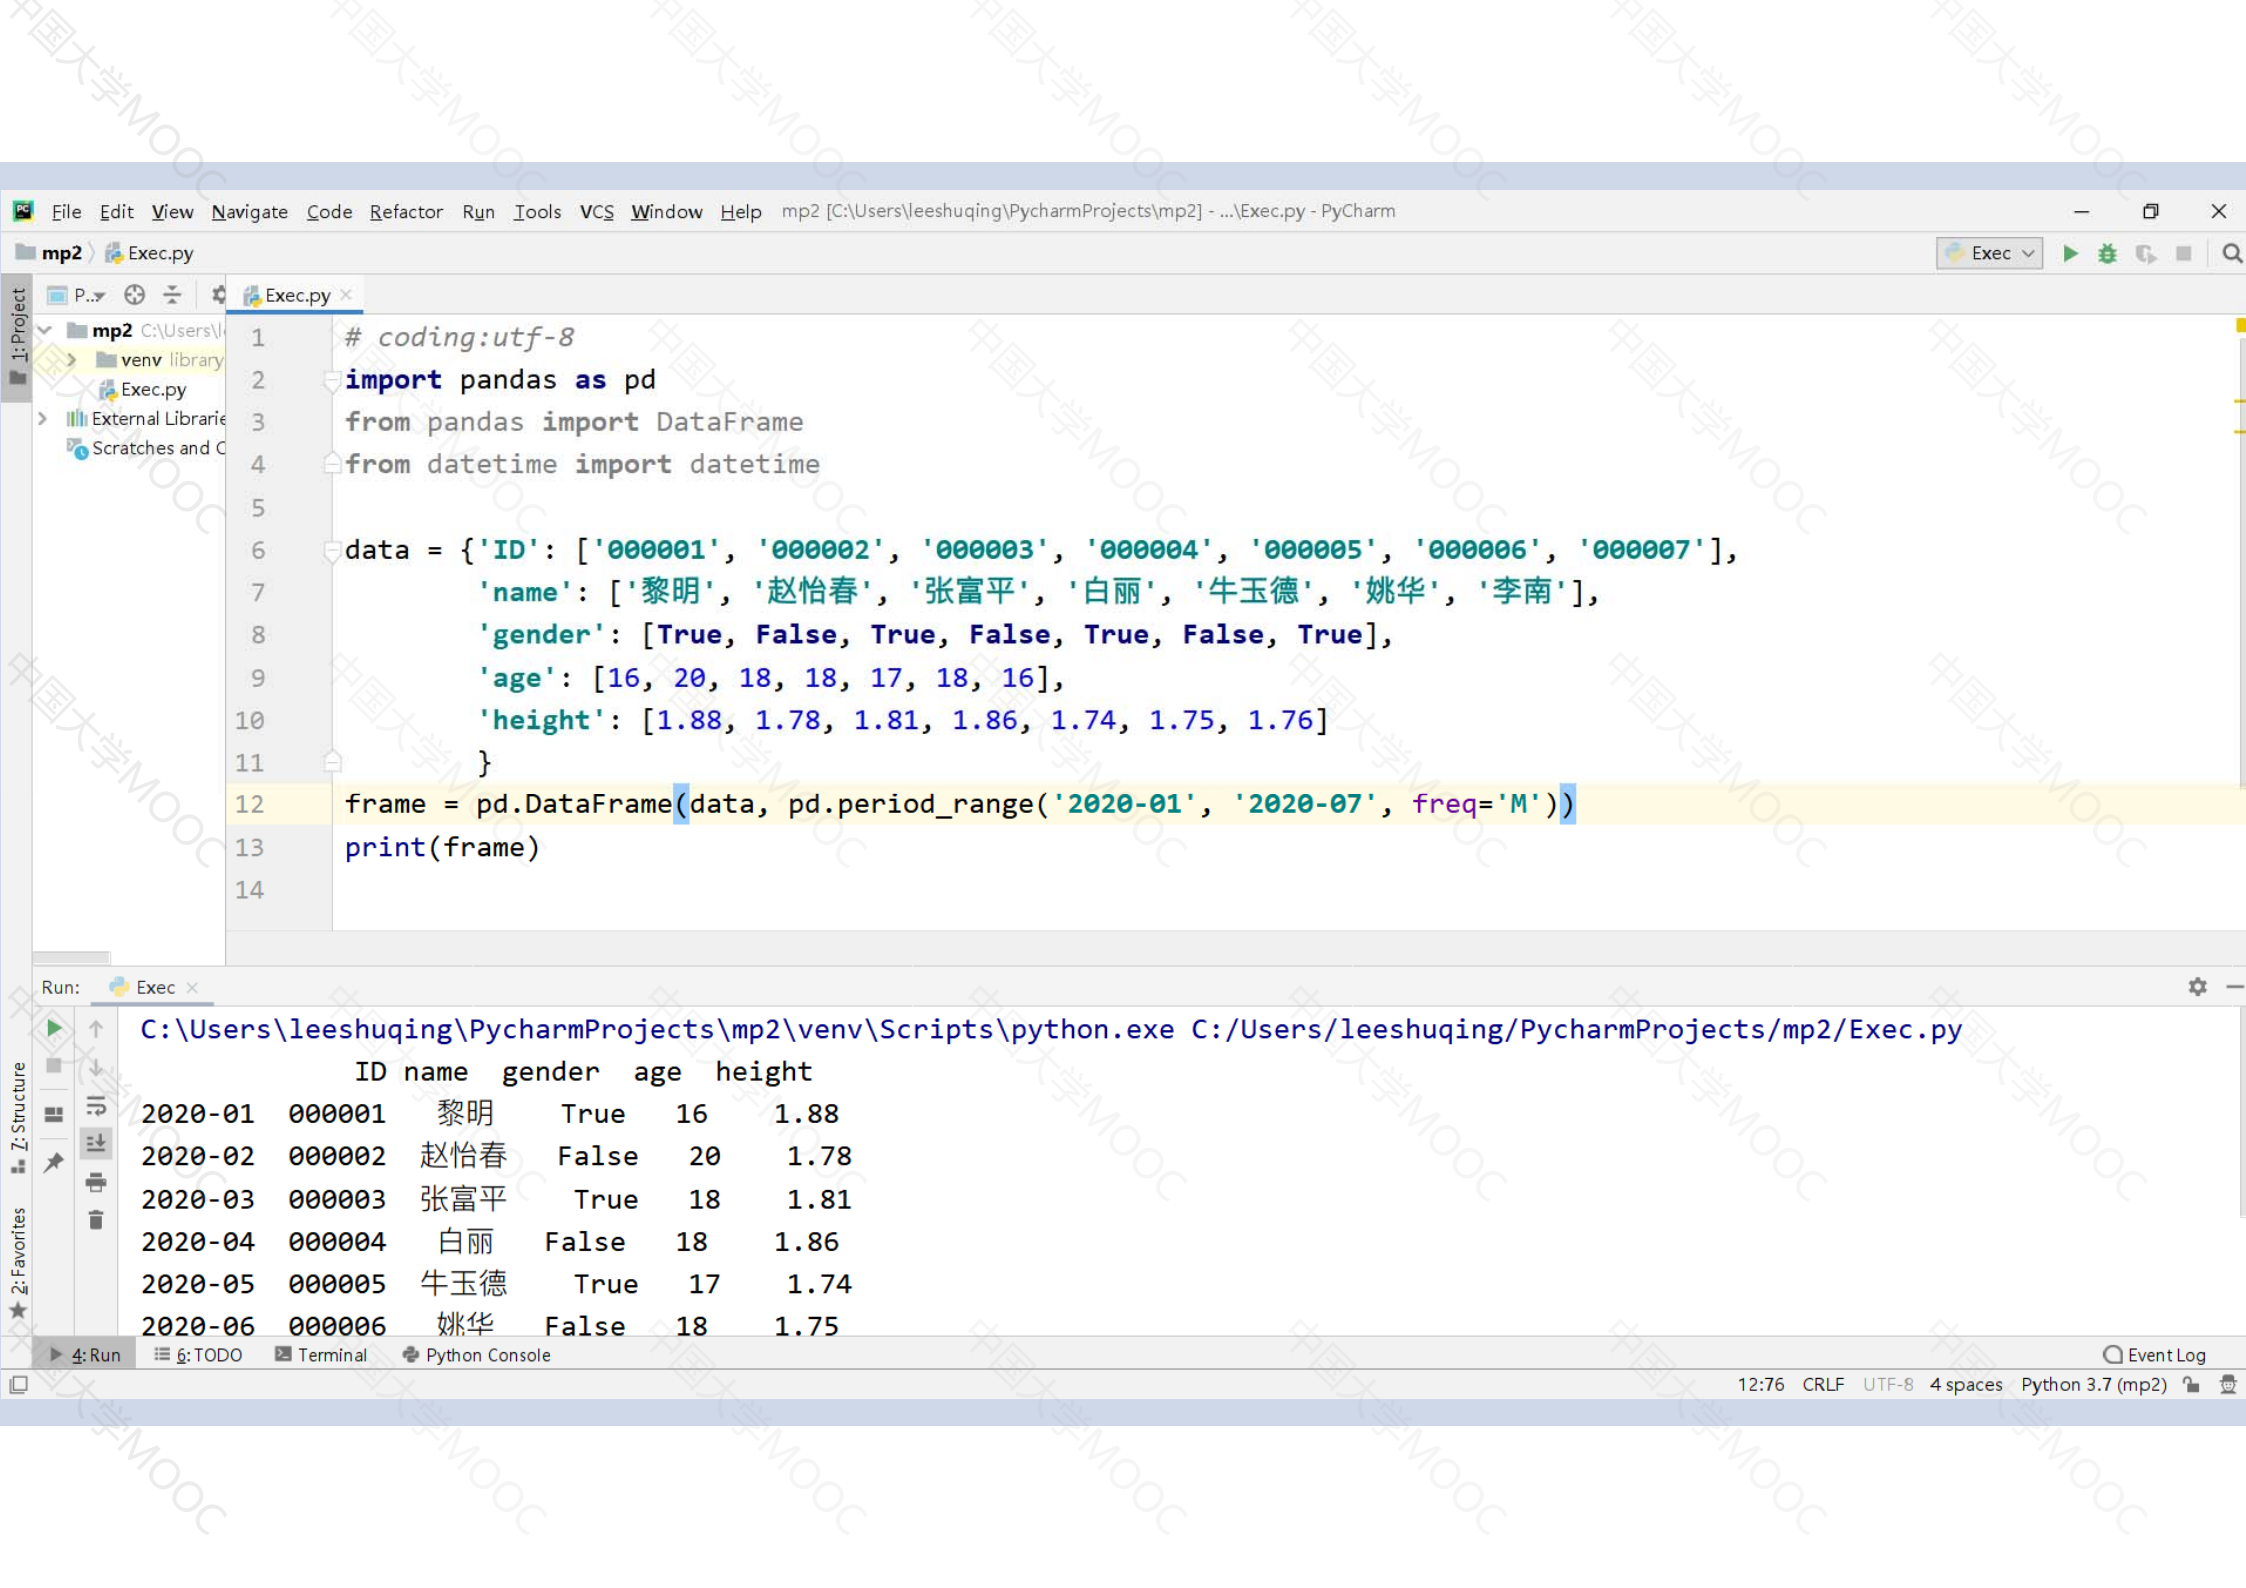 File Edit View Navigate Code Refactor Run Tools VCS Window Help mp2 [C:\Users\leeshuqing\PycharmProjects\mp2] - ...\Exec.py - PyCharm
mp2 Exec.py Exec
1: Project P.. Exec.py
mp2 C:\Users\
venv library
Exec.py
External Librarie
Scratches and C
1 # coding:utf-8
2 import pandas as pd
3 from pandas import DataFrame
4 from datetime import datetime
5
6 data = {'ID': ['000001', '000002', '000003', '000004', '000005', '000006', '000007'],
7 'name': ['黎明', '赵怡春', '张富平', '白丽', '牛玉德', '姚华', '李南'],
8 'gender': [True, False, True, False, True, False, True],
9 'age': [16, 20, 18, 18, 17, 18, 16],
10 'height': [1.88, 1.78, 1.81, 1.86, 1.74, 1.75, 1.76]
11 }
12 frame = pd.DataFrame(data, pd.period_range('2020-01', '2020-07', freq='M'))
13 print(frame)
14
Run: Exec
C:\Users\leeshuqing\PycharmProjects\mp2\venv\Scripts\python.exe C:/Users/leeshuqing/PycharmProjects/mp2/Exec.py
ID name gender age height
2020-01 000001 黎明 True 16 1.88
2020-02 000002 赵怡春 False 20 1.78
2020-03 000003 张富平 True 18 1.81
2020-04 000004 白丽 False 18 1.86
2020-05 000005 牛玉德 True 17 1.74
2020-06 000006 姚华 False 18 1.75
Z: Structure
2: Favorites
4: Run 6: TODO Terminal Python Console Event Log
12:76 CRLF UTF-8 4 spaces Python 3.7 (mp2)
中国大学MOOC